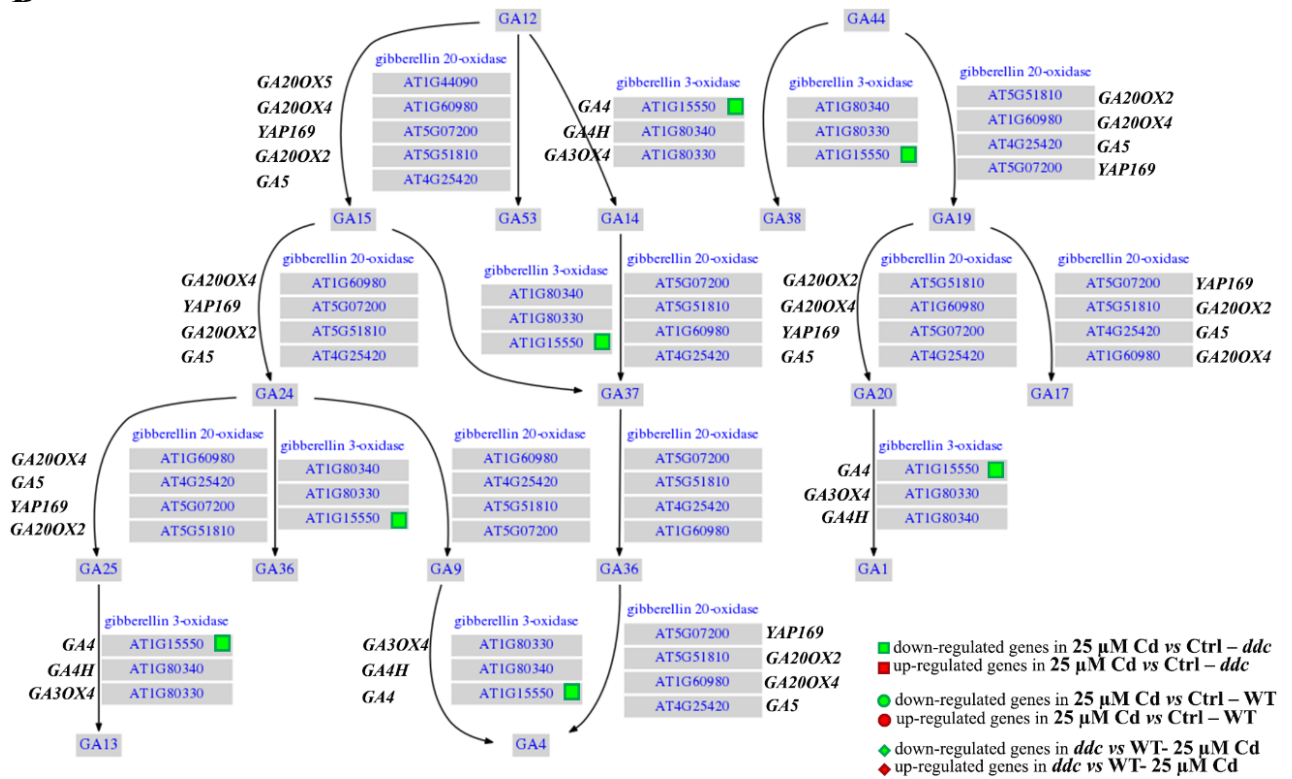 GA12
GA44
gibberellin 20-oxidase
GA20OX5 AT1G44090
GA20OX4 AT1G60980
YAP169 AT5G07200
GA20OX2 AT5G51810
GA5 AT4G25420
gibberellin 3-oxidase
GA4 AT1G15550
GA4H AT1G80340
GA3OX4 AT1G80330
gibberellin 3-oxidase
AT1G80340
AT1G80330
AT1G15550
gibberellin 20-oxidase
AT5G51810 GA20OX2
AT1G60980 GA20OX4
AT4G25420 GA5
AT5G07200 YAP169
GA15
GA53
GA14
GA38
GA19
gibberellin 20-oxidase
GA20OX4 AT1G60980
YAP169 AT5G07200
GA20OX2 AT5G51810
GA5 AT4G25420
gibberellin 3-oxidase
AT1G80340
AT1G80330
AT1G15550
gibberellin 20-oxidase
AT5G07200
AT5G51810
AT1G60980
AT4G25420
gibberellin 20-oxidase
GA20OX2 AT5G51810
GA20OX4 AT1G60980
YAP169 AT5G07200
GA5 AT4G25420
gibberellin 20-oxidase
AT5G07200 YAP169
AT5G51810 GA20OX2
AT4G25420 GA5
AT1G60980 GA20OX4
GA24
GA37
GA20
GA17
gibberellin 20-oxidase
GA20OX4 AT1G60980
GA5 AT4G25420
YAP169 AT5G07200
GA20OX2 AT5G51810
gibberellin 3-oxidase
AT1G80340
AT1G80330
AT1G15550
gibberellin 20-oxidase
AT1G60980
AT4G25420
AT5G51810
AT5G07200
gibberellin 20-oxidase
AT5G07200
AT5G51810
AT4G25420
AT1G60980
gibberellin 3-oxidase
GA4 AT1G15550
GA3OX4 AT1G80330
GA4H AT1G80340
GA25
GA36
GA9
GA36
GA1
gibberellin 3-oxidase
GA4 AT1G15550
GA4H AT1G80340
GA3OX4 AT1G80330
gibberellin 3-oxidase
GA3OX4 AT1G80330
GA4H AT1G80340
GA4 AT1G15550
gibberellin 20-oxidase
AT5G07200 YAP169
AT5G51810 GA20OX2
AT1G60980 GA20OX4
AT4G25420 GA5
GA13
GA4
down-regulated genes in 25 µM Cd vs Ctrl – ddc
up-regulated genes in 25 µM Cd vs Ctrl – ddc
down-regulated genes in 25 µM Cd vs Ctrl – WT
up-regulated genes in 25 µM Cd vs Ctrl – WT
down-regulated genes in ddc vs WT- 25 µM Cd
up-regulated genes in ddc vs WT- 25 µM Cd